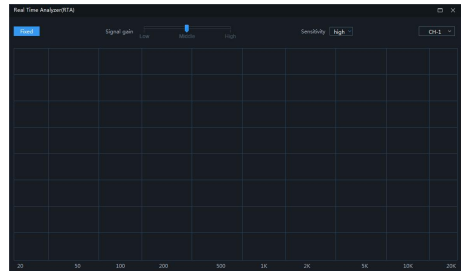 Real Time Analyzer(RTA)
Fixed Signal gain Low Middle High Sensitivity high CH-1
20 50 100 200 500 1K 2K 5K 10K 20K